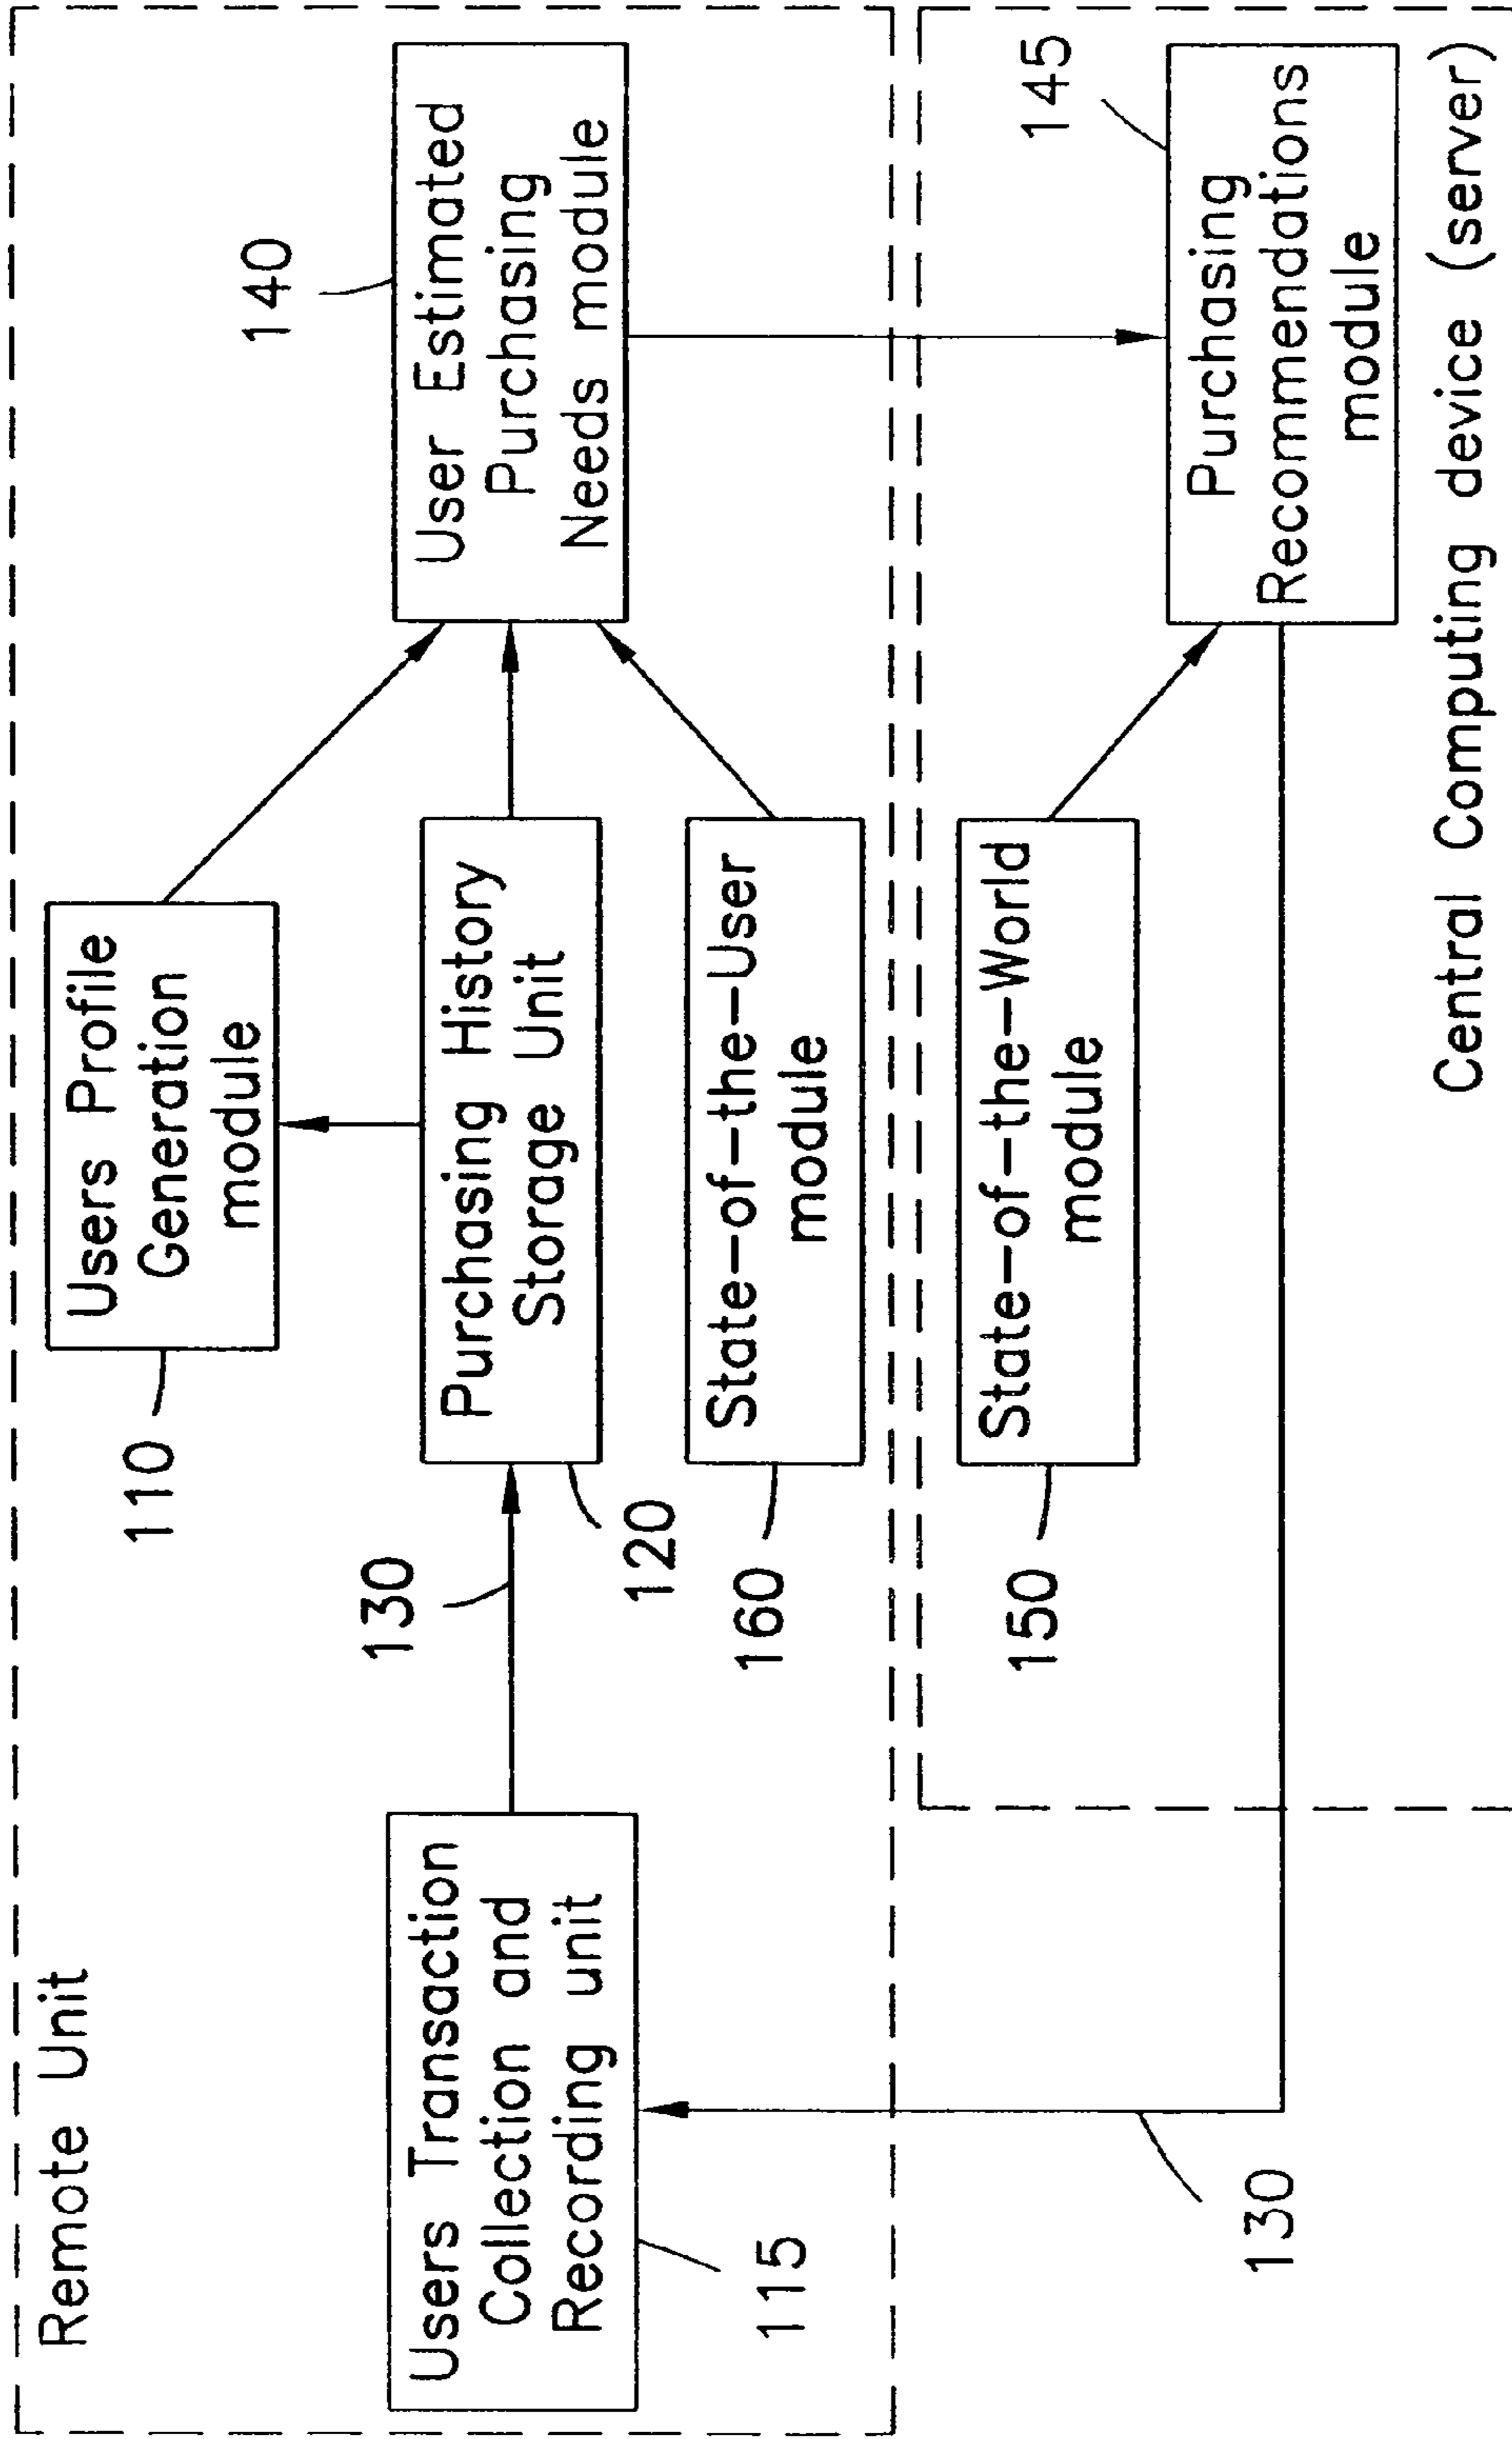 Remote Unit
110
Users Profile
Generation
module
140
User Estimated
Purchasing
Needs module
Users Transaction
Collection and
Recording unit
115
130
Purchasing History
Storage Unit
120
State-of-the-User
module
160
State-of-the-World
module
150
145
Purchasing
Recommendations
module
130
Central Computing device (server)